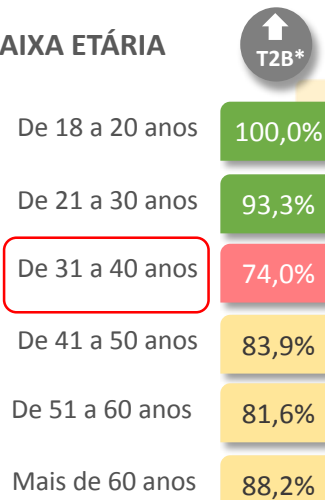 AIXA ETÁRIA
T2B*
De 18 a 20 anos 100,0%
De 21 a 30 anos 93,3%
De 31 a 40 anos 74,0%
De 41 a 50 anos 83,9%
De 51 a 60 anos 81,6%
Mais de 60 anos 88,2%